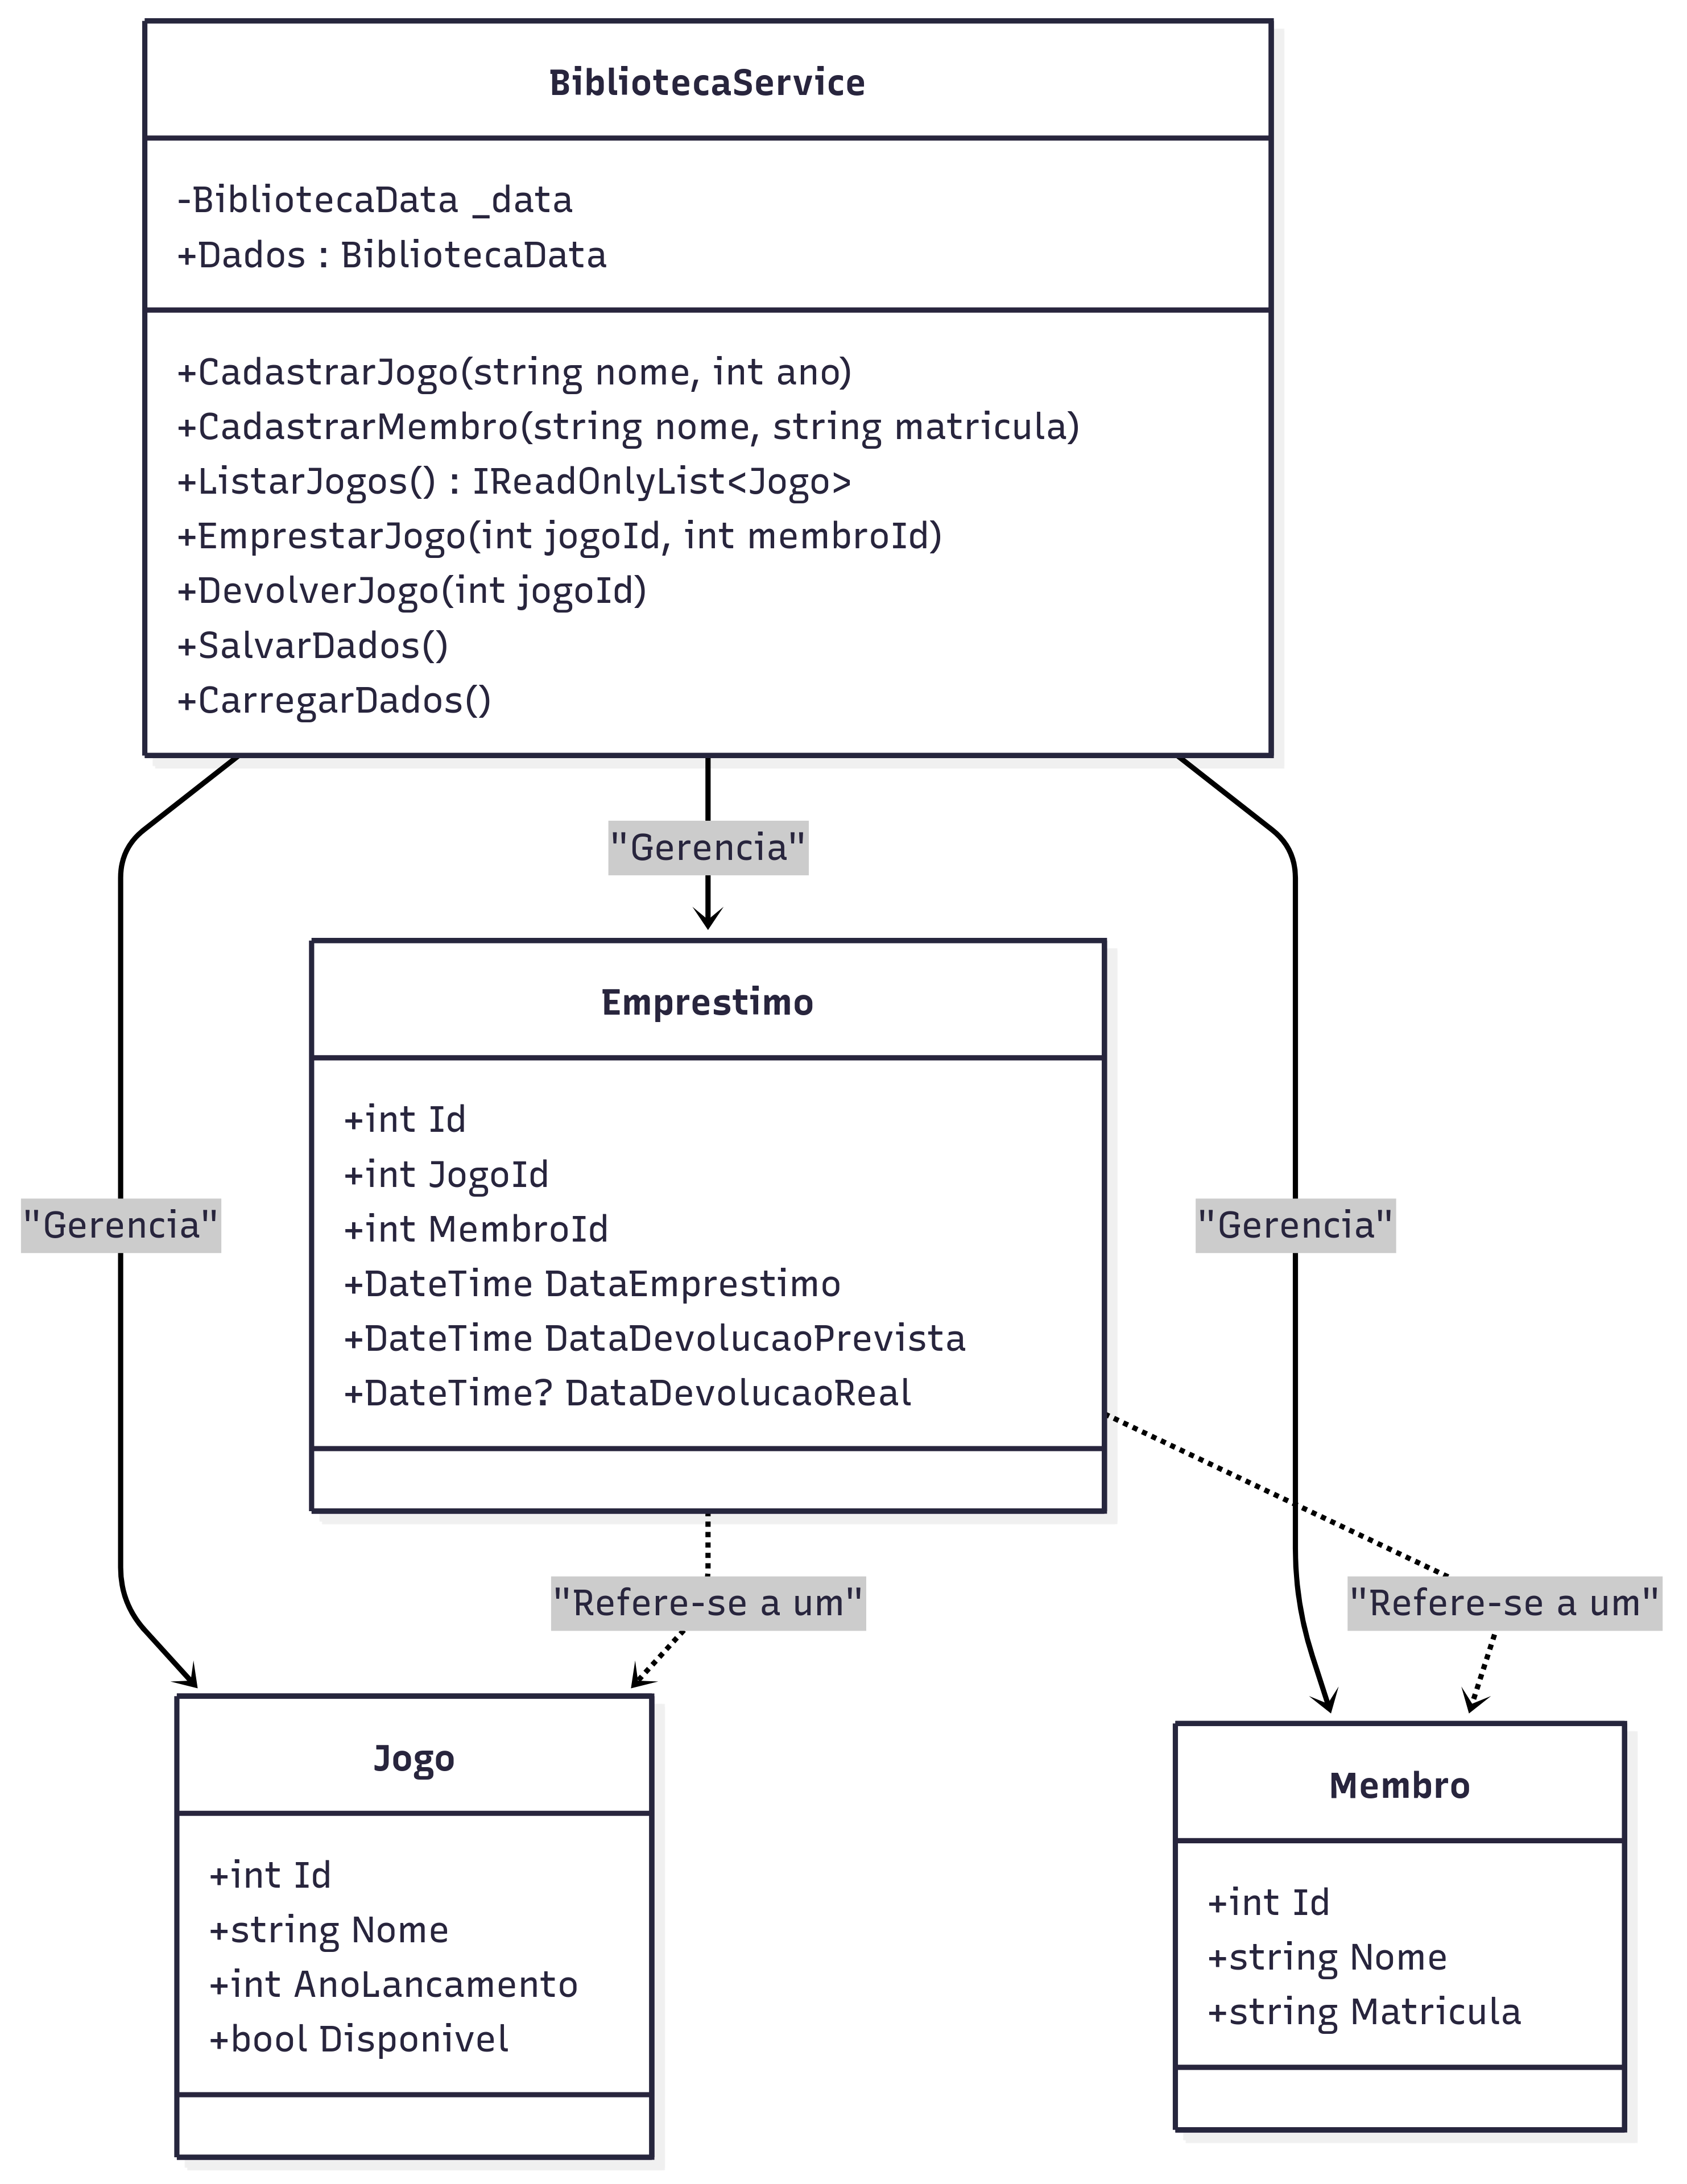 BibliotecaService
-BibliotecaData _data
+Dados : BibliotecaData
+CadastrarJogo(string nome, int ano)
+CadastrarMembro(string nome, string matricula)
+ListarJogos() : IReadOnlyList<Jogo>
+EmprestarJogo(int jogoId, int membroId)
+DevolverJogo(int jogoId)
+SalvarDados()
+CarregarDados()
"Gerencia"
Emprestimo
+int Id
+int JogoId
+int MembroId
+DateTime DataEmprestimo
+DateTime DataDevolucaoPrevista
+DateTime? DataDevolucaoReal
"Gerencia"
"Gerencia"
"Refere-se a um"
"Refere-se a um"
Jogo
+int Id
+string Nome
+int AnoLancamento
+bool Disponivel
Membro
+int Id
+string Nome
+string Matricula